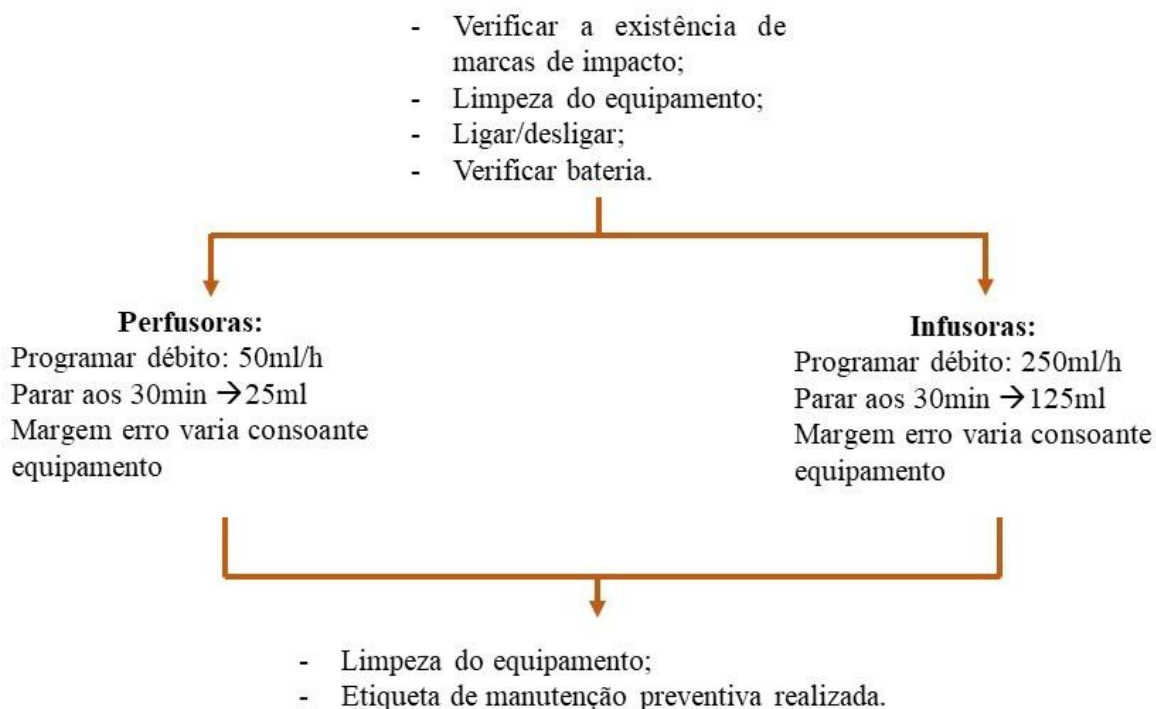 - Verificar a existência de
marcas de impacto;
- Limpeza do equipamento;
- Ligar/desligar;
- Verificar bateria.
Perfusoras:
Programar débito: 50ml/h
Parar aos 30min →25ml
Margem erro varia consoante
equipamento
Infusoras:
Programar débito: 250ml/h
Parar aos 30min →125ml
Margem erro varia consoante
equipamento
- Limpeza do equipamento;
- Etiqueta de manutenção preventiva realizada.